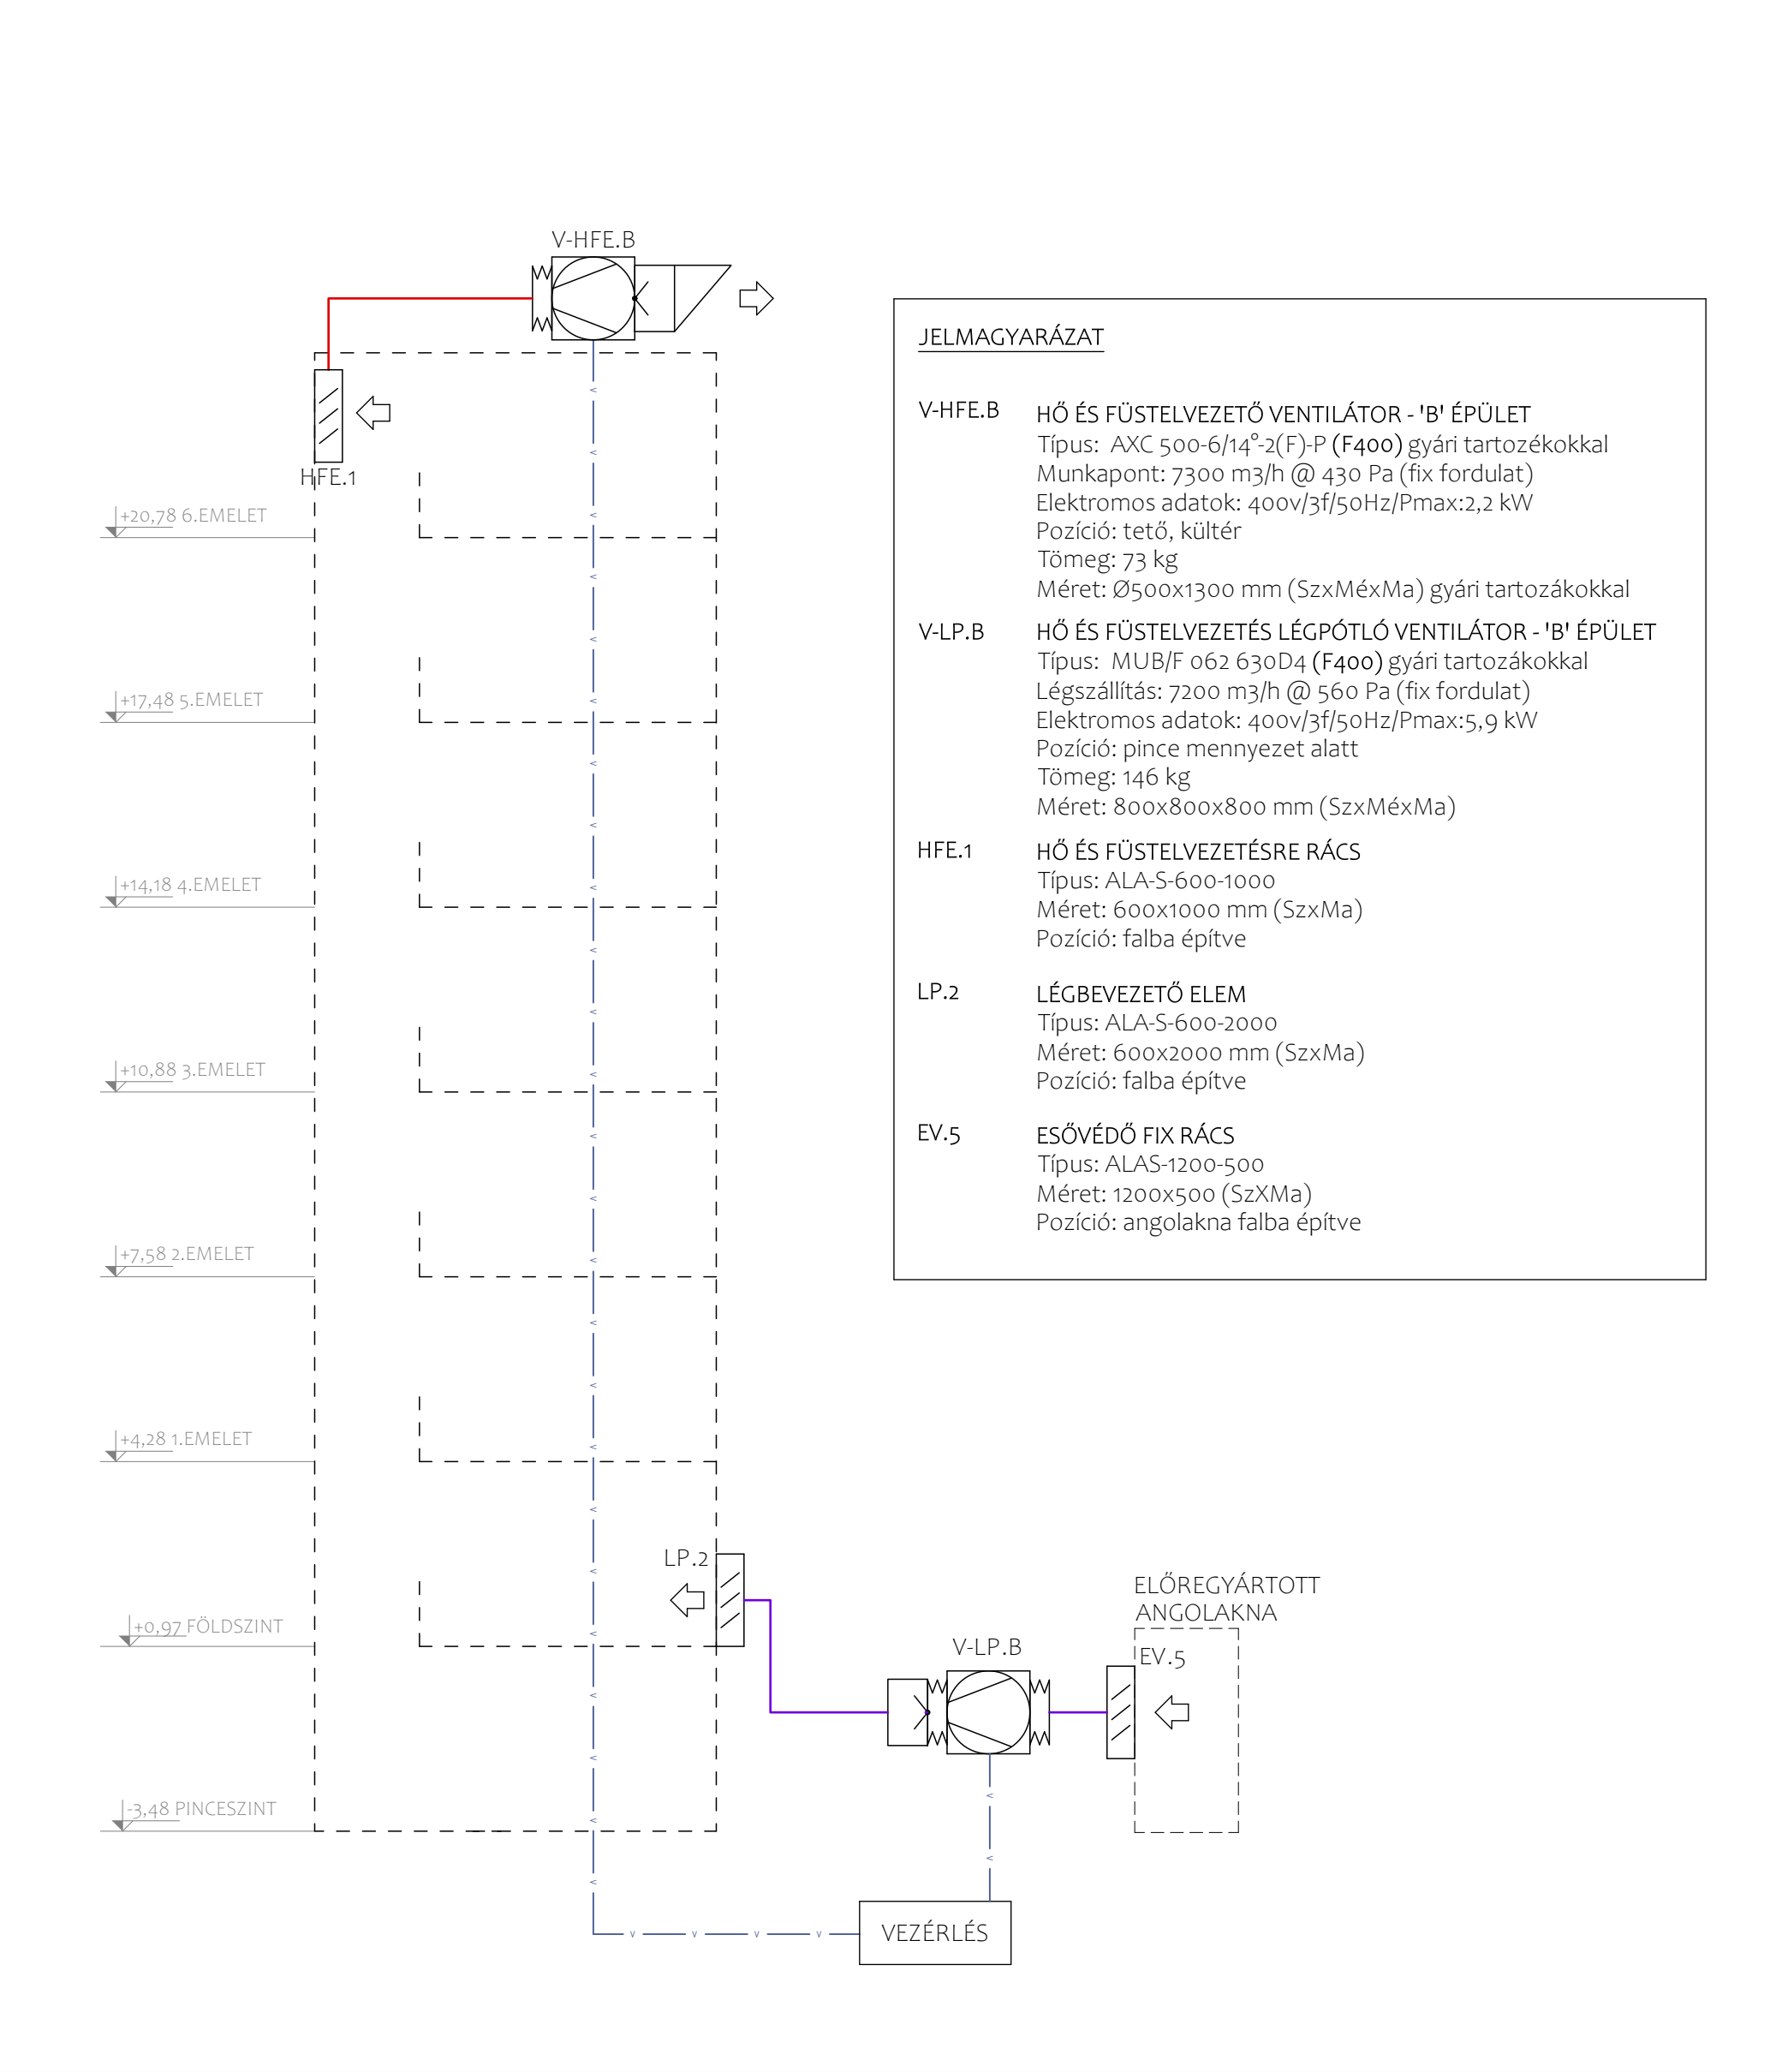 V-HFE.B
HFE.1
+20,78 6.EMELET
+17,48 5.EMELET
+14,18 4.EMELET
+10,88 3.EMELET
+7,58 2.EMELET
+4,28 1.EMELET
LP.2
+0,97 FÖLDSZINT
-3,48 PINCESZINT
V-LP.B
ELŐREGYÁRTOTT
ANGOLAKNA
EV.5
VEZÉRLÉS
JELMAGYARÁZAT
V-HFE.B HŐ ÉS FÜSTELVEZETŐ VENTILÁTOR - 'B' ÉPÜLET
Típus: AXC 500-6/14°-2(F)-P (F400) gyári tartozékokkal
Munkapont: 7300 m3/h @ 430 Pa (fix fordulat)
Elektromos adatok: 400v/3f/50Hz/Pmax:2,2 kW
Pozíció: tető, kültér
Tömeg: 73 kg
Méret: Ø500x1300 mm (SzxMéxMa) gyári tartozákokkal
V-LP.B HŐ ÉS FÜSTELVEZETÉS LÉGPÓTLÓ VENTILÁTOR - 'B' ÉPÜLET
Típus: MUB/F 062 630D4 (F400) gyári tartozákokkal
Légszállítás: 7200 m3/h @ 560 Pa (fix fordulat)
Elektromos adatok: 400v/3f/50Hz/Pmax:5,9 kW
Pozíció: pince mennyezet alatt
Tömeg: 146 kg
Méret: 800x800x800 mm (SzxMéxMa)
HFE.1 HŐ ÉS FÜSTELVEZETÉSRE RÁCS
Típus: ALA-S-600-1000
Méret: 600x1000 mm (SzxMa)
Pozíció: falba építve
LP.2 LÉGBEVEZETŐ ELEM
Típus: ALA-S-600-2000
Méret: 600x2000 mm (SzxMa)
Pozíció: falba építve
EV.5 ESŐVÉDŐ FIX RÁCS
Típus: ALAS-1200-500
Méret: 1200x500 (SzXMa)
Pozíció: angolakna falba építve